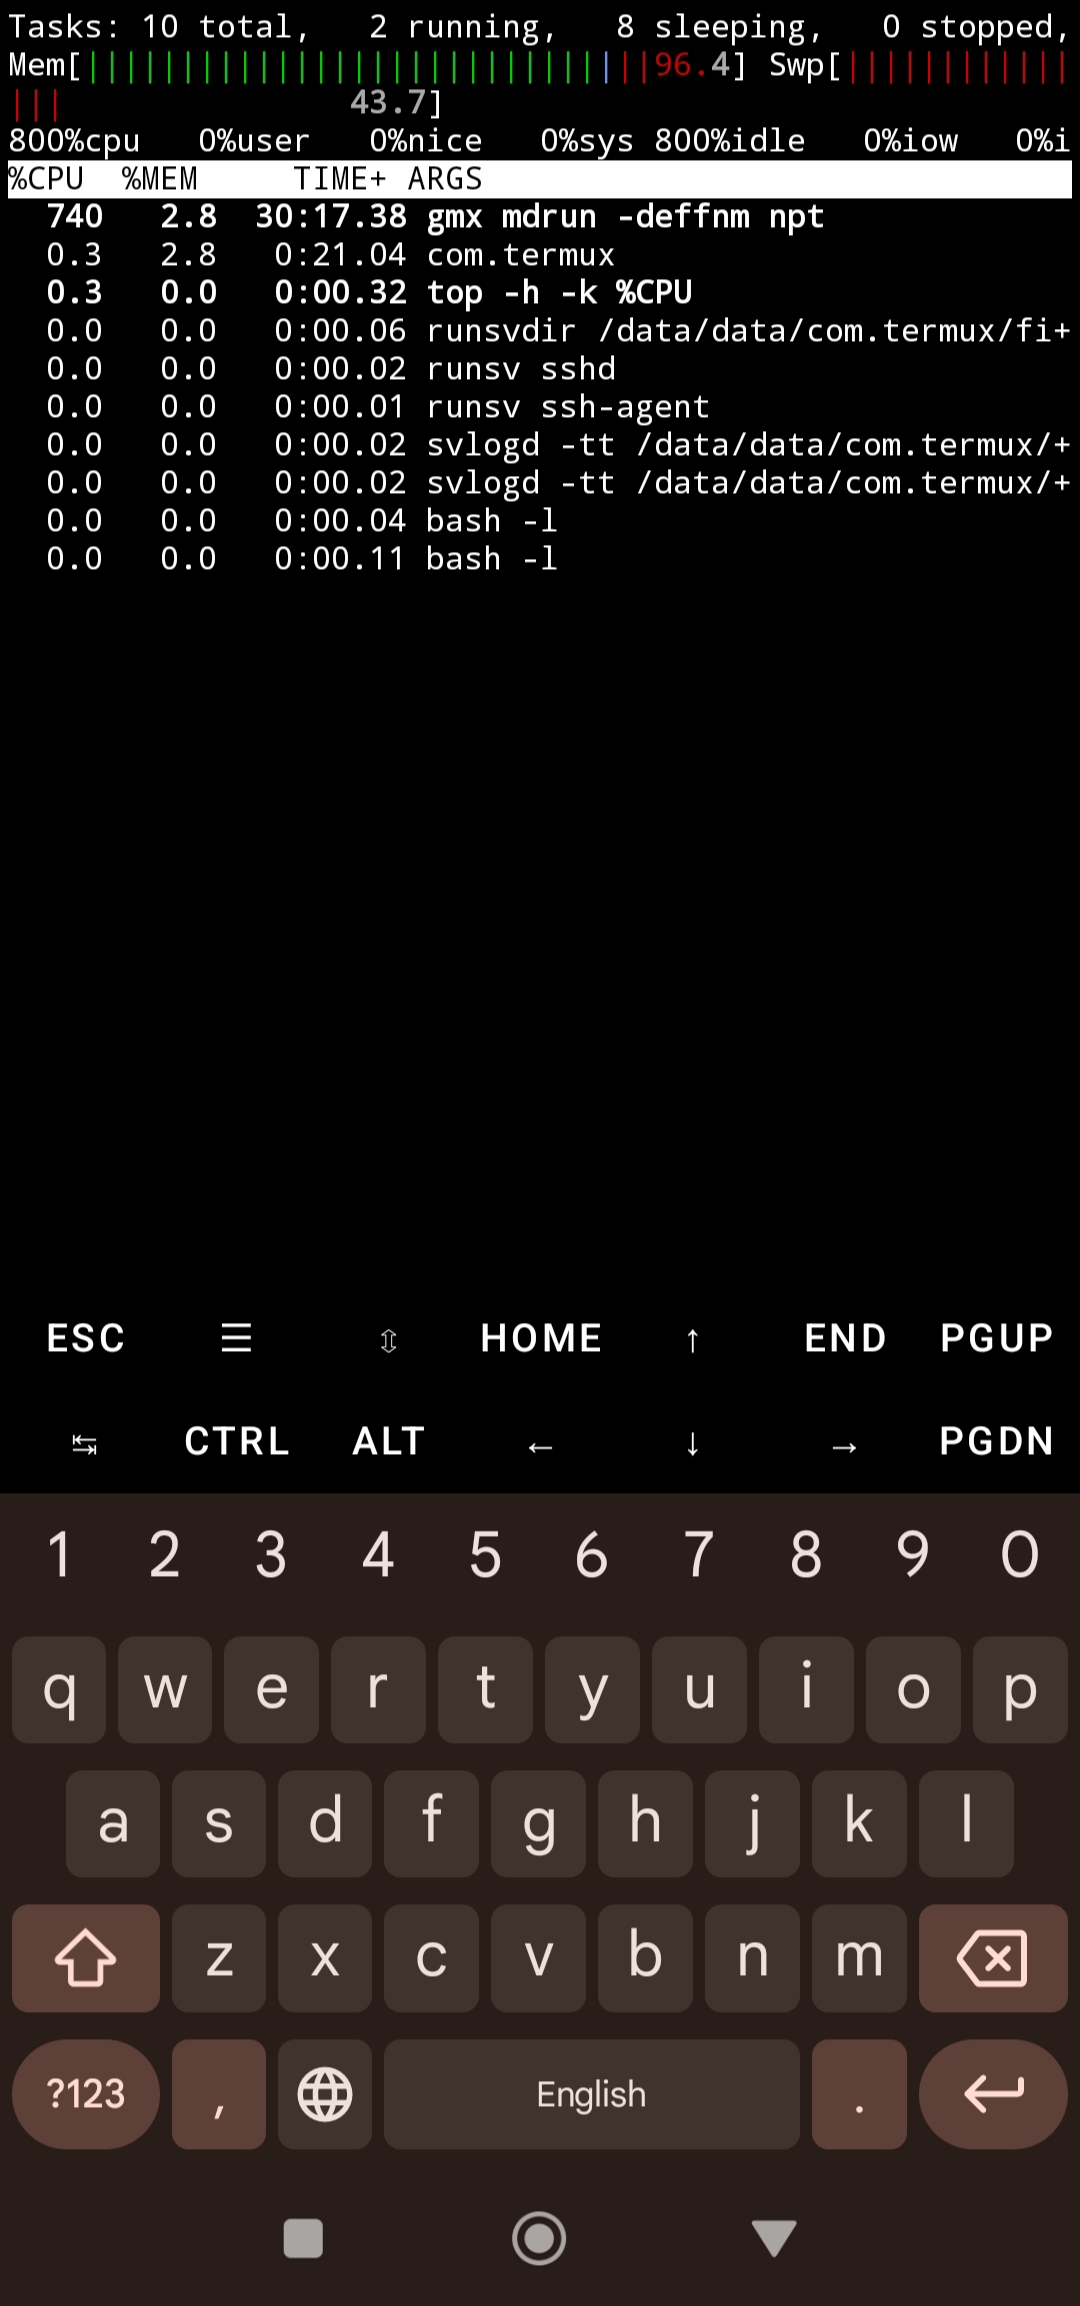 Tasks: 10 total,   2 running,   8 sleeping,   0 stopped,
Mem[|||||||||||||||||||||||||||||96.4] Swp[||||||||||||
|||               43.7]
800%cpu   0%user   0%nice   0%sys 800%idle   0%iow   0%i
%CPU  %MEM     TIME+ ARGS
740   2.8  30:17.38 gmx mdrun -deffnm npt
0.3   2.8   0:21.04 com.termux
0.3   0.0   0:00.32 top -h -k %CPU
0.0   0.0   0:00.06 runsvdir /data/data/com.termux/fi+
0.0   0.0   0:00.02 runsv sshd
0.0   0.0   0:00.01 runsv ssh-agent
0.0   0.0   0:00.02 svlogd -tt /data/data/com.termux/+
0.0   0.0   0:00.02 svlogd -tt /data/data/com.termux/+
0.0   0.0   0:00.04 bash -l
0.0   0.0   0:00.11 bash -l
ESC ☰ ⇳ HOME ↑ END PGUP
↹ CTRL ALT ← ↓ → PGDN
1 2 3 4 5 6 7 8 9 0
q w e r t y u i o p
a s d f g h j k l
z x c v b n m
?123 , English .